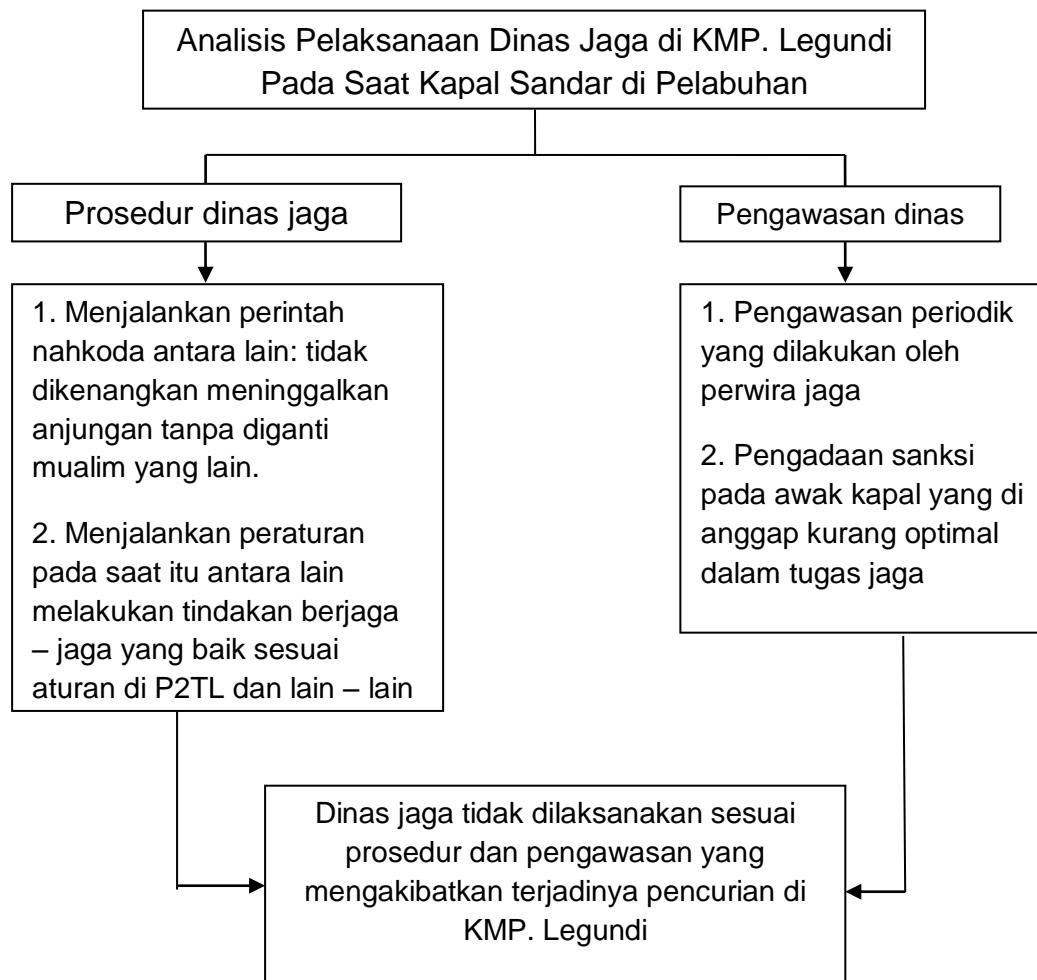 Analisis Pelaksanaan Dinas Jaga di KMP. Legundi
Pada Saat Kapal Sandar di Pelabuhan
Prosedur dinas jaga
Pengawasan dinas
1. Menjalankan perintah
nahkoda antara lain: tidak
dikenangkan meninggalkan
anjungan tanpa diganti
mualim yang lain.
2. Menjalankan peraturan
pada saat itu antara lain
melakukan tindakan berjaga
– jaga yang baik sesuai
aturan di P2TL dan lain – lain
1. Pengawasan periodik
yang dilakukan oleh
perwira jaga
2. Pengadaan sanksi
pada awak kapal yang di
anggap kurang optimal
dalam tugas jaga
Dinas jaga tidak dilaksanakan sesuai
prosedur dan pengawasan yang
mengakibatkan terjadinya pencurian di
KMP. Legundi